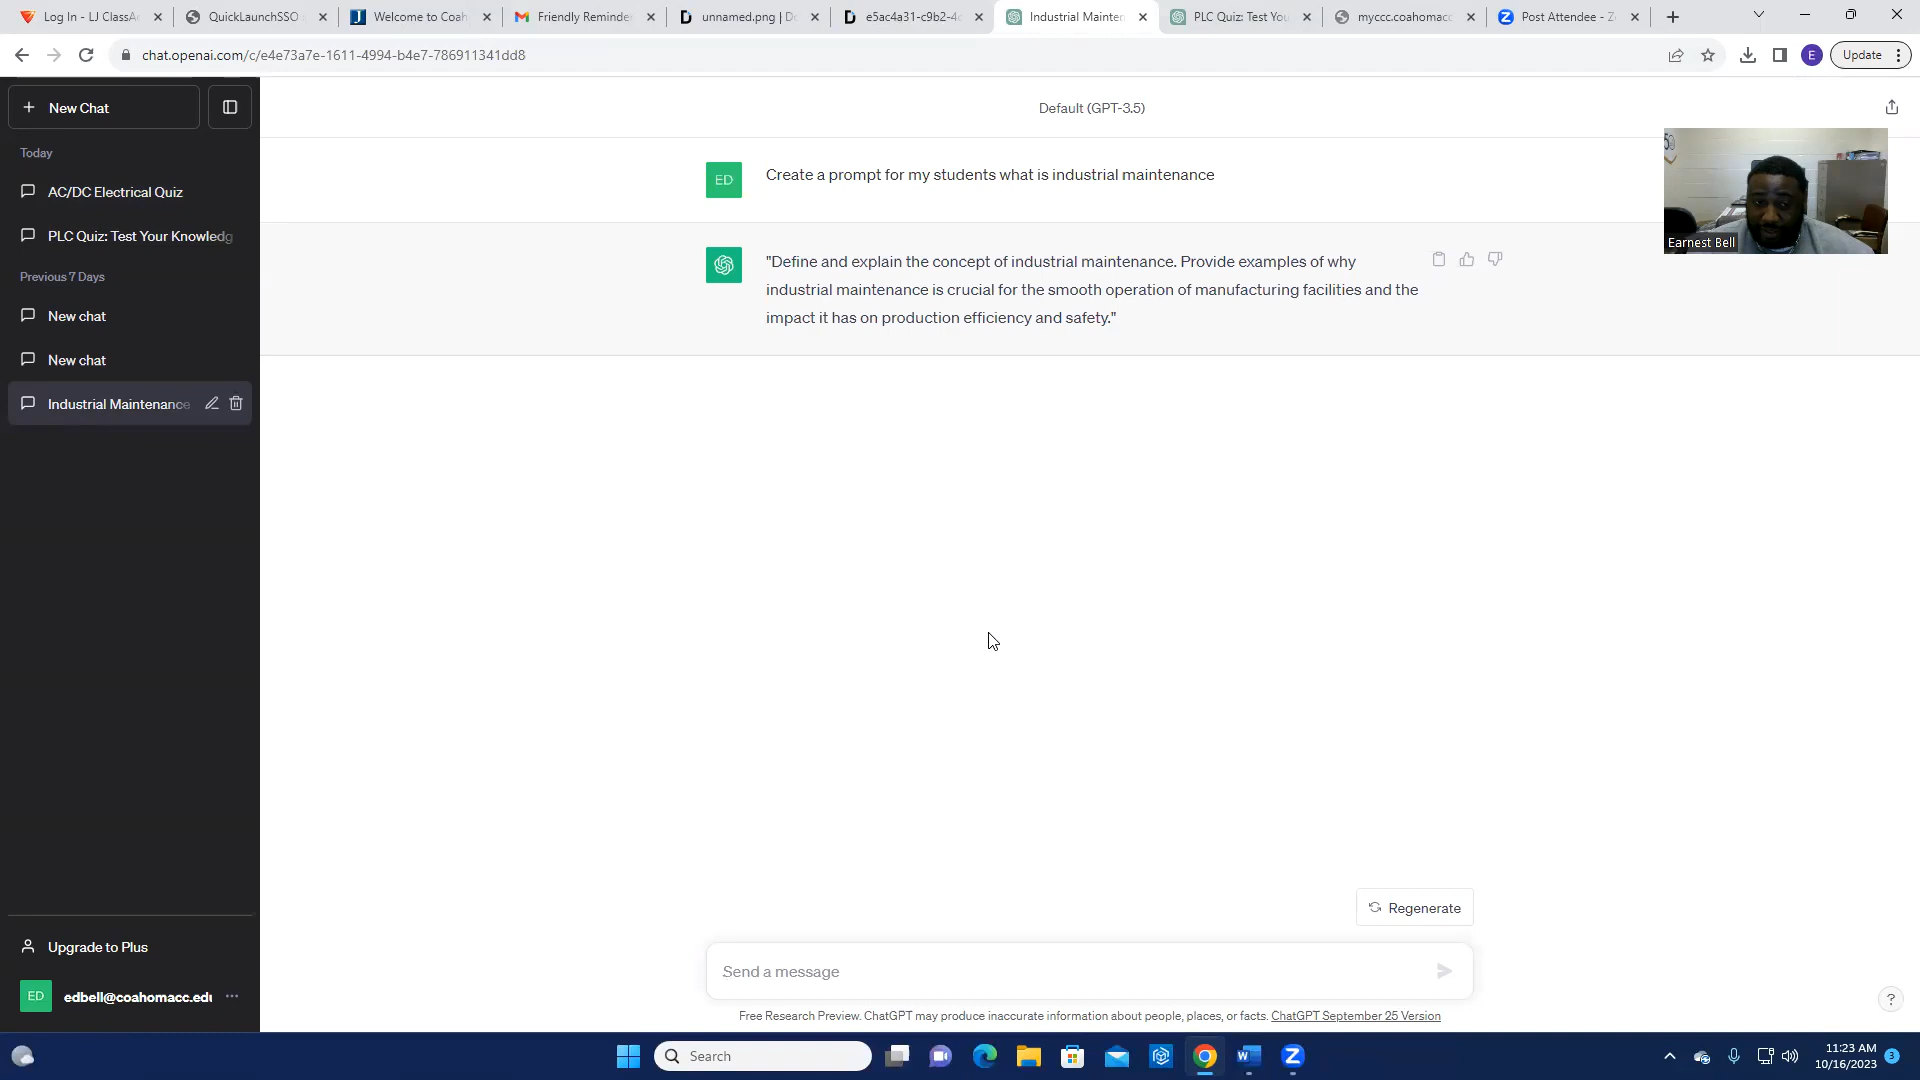 Log In - LJ ClassA
QuickLaunchSSO
Welcome to Coah
Friendly Reminde
unnamed.png | D
e5ac4a31-c9b2-4
Industrial Mainten
PLC Quiz: Test You
myccc.coahomac
Post Attendee - Z
chat.openai.com/c/e4e73a7e-1611-4994-b4e7-786911341dd8
E
Update
New Chat
Default (GPT-3.5)
Today
AC/DC Electrical Quiz
PLC Quiz: Test Your Knowledg
Previous 7 Days
New chat
New chat
Industrial Maintenance
ED
Create a prompt for my students what is industrial maintenance
Earnest Bell
"Define and explain the concept of industrial maintenance. Provide examples of why
industrial maintenance is crucial for the smooth operation of manufacturing facilities and the
impact it has on production efficiency and safety."
Regenerate
Upgrade to Plus
Send a message
ED
edbell@coahomacc.edu
?
Free Research Preview. ChatGPT may produce inaccurate information about people, places, or facts. ChatGPT September 25 Version
Search
11:23 AM
10/16/2023
3